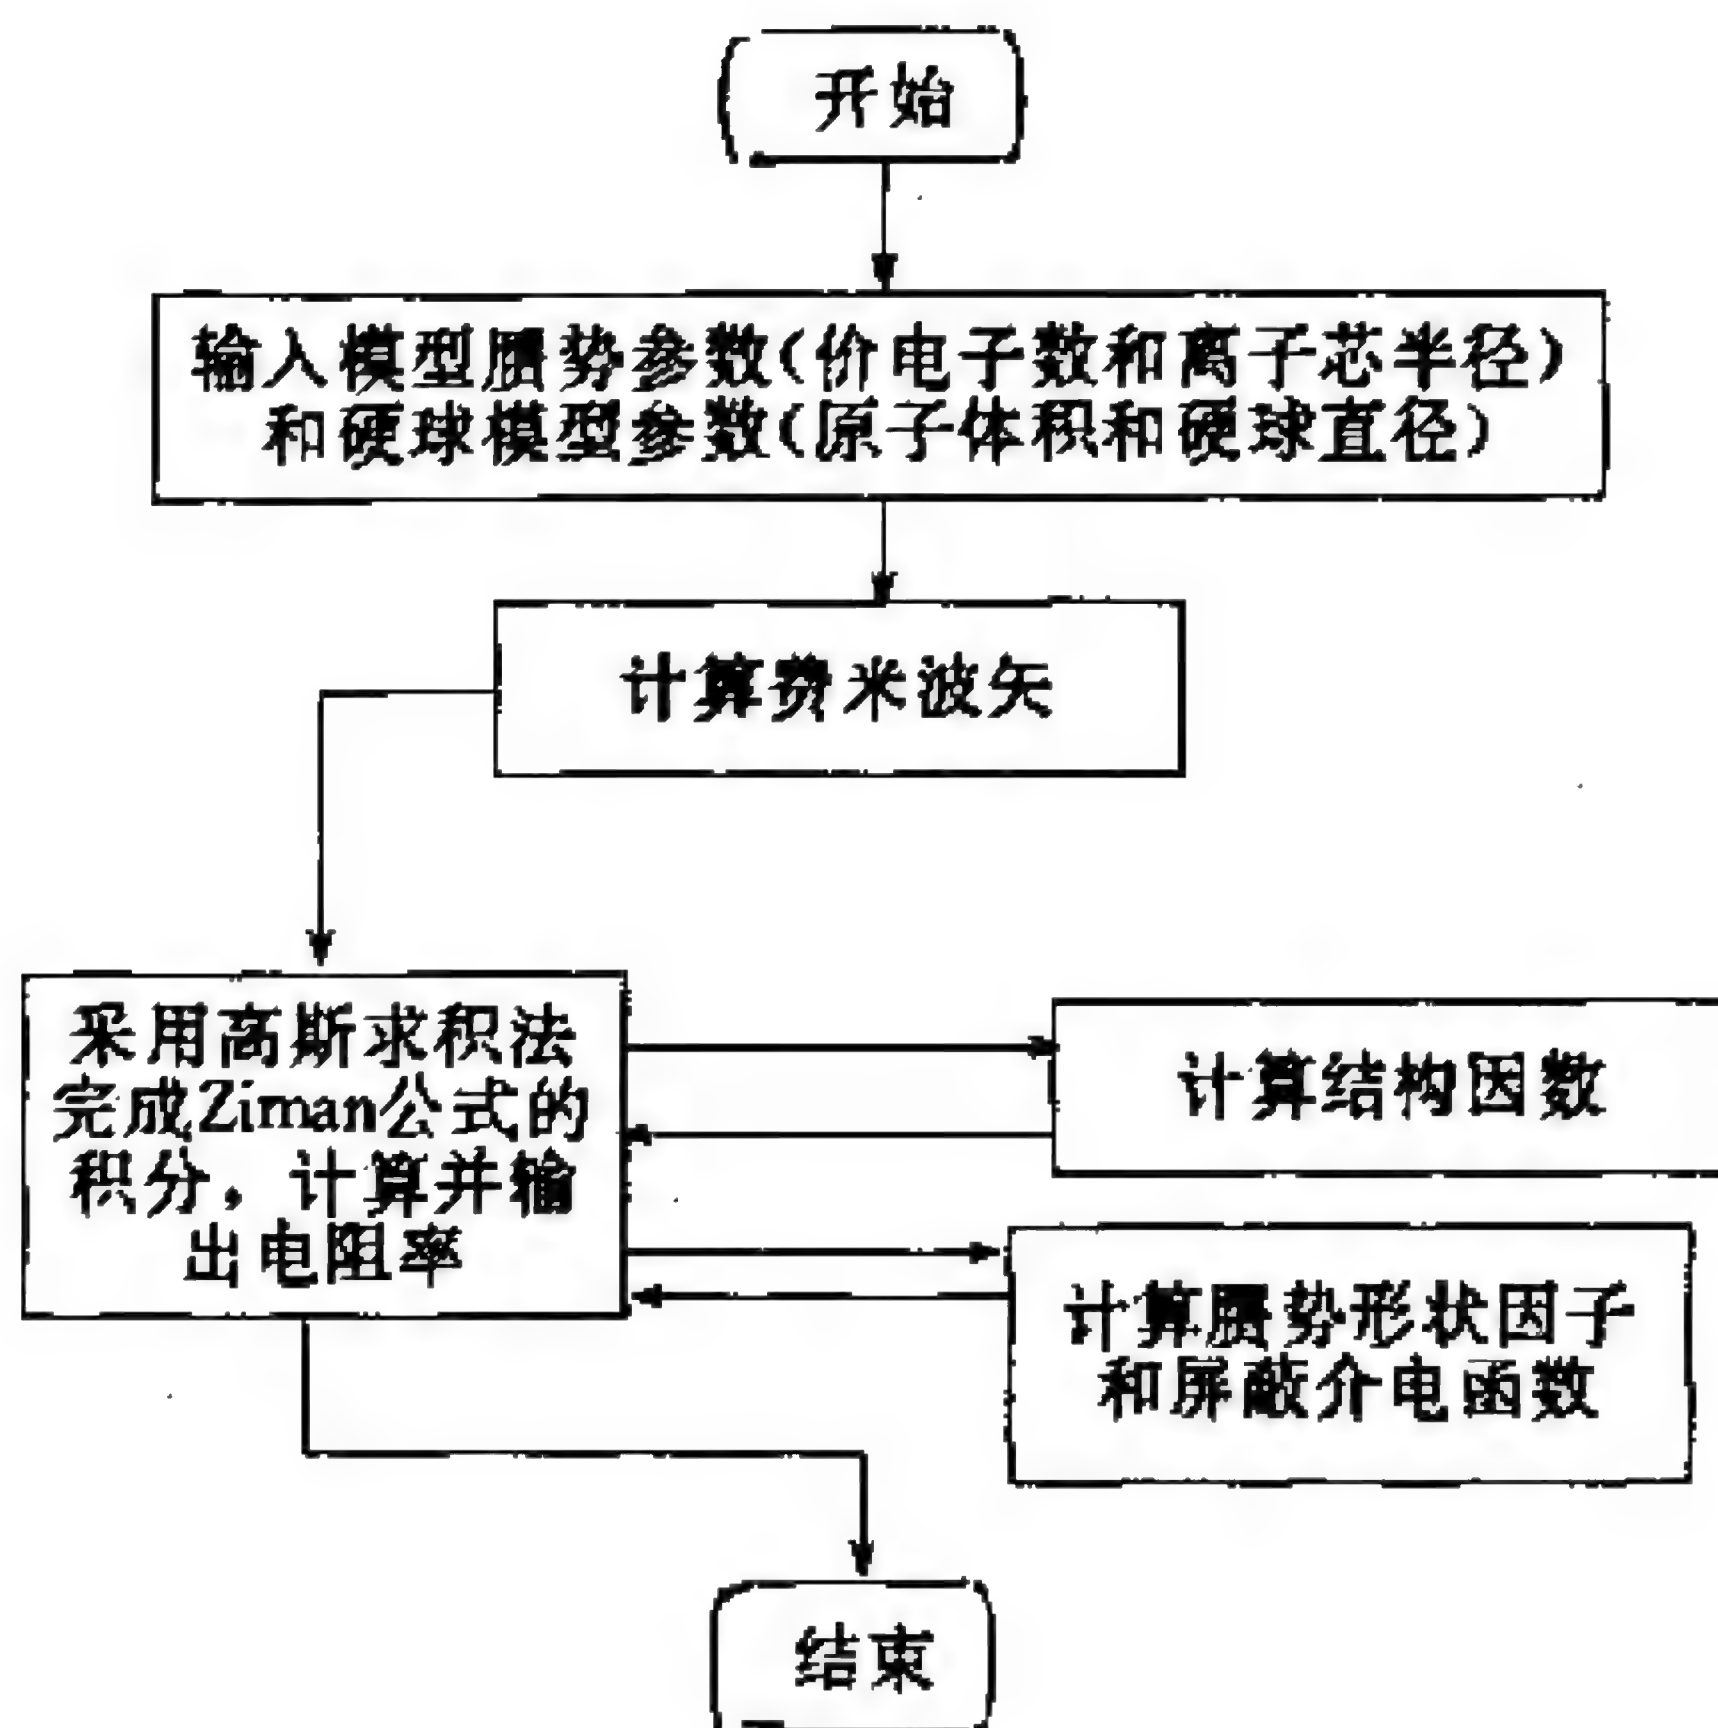 开始
输入模型赝势参数(价电子数和离子芯半径)
和硬球模型参数(原子体积和硬球直径)
计算费米波矢
采用高斯求积法
完成Ziman公式的
积分，计算并输
出电阻率
计算结构因数
计算赝势形状因子
和屏蔽介电函数
结束